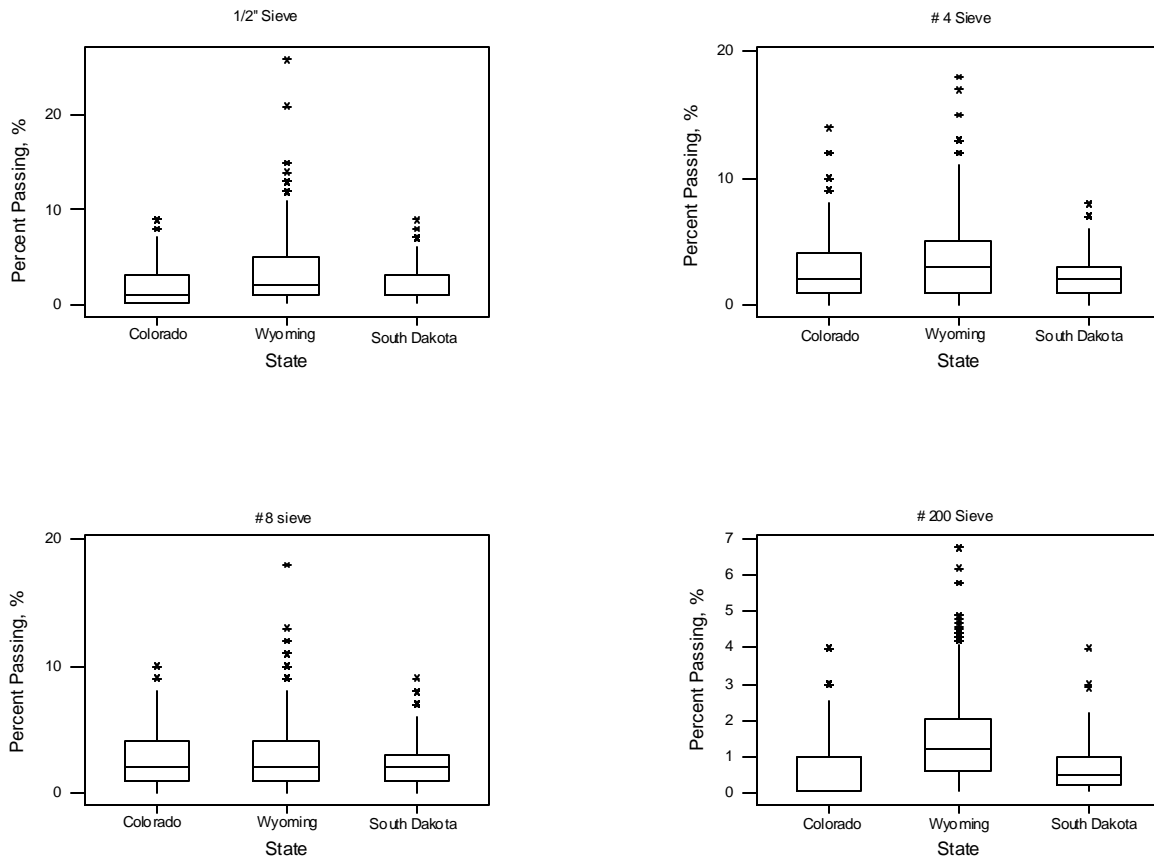 1/2" Sieve
Percent Passing, %
20
10
0
Colorado Wyoming South Dakota
State
# 4 Sieve
Percent Passing, %
20
10
0
Colorado Wyoming South Dakota
State
#8 sieve
Percent Passing, %
20
10
0
Colorado Wyoming South Dakota
State
# 200 Sieve
Percent Passing, %
7
6
5
4
3
2
1
0
Colorado Wyoming South Dakota
State